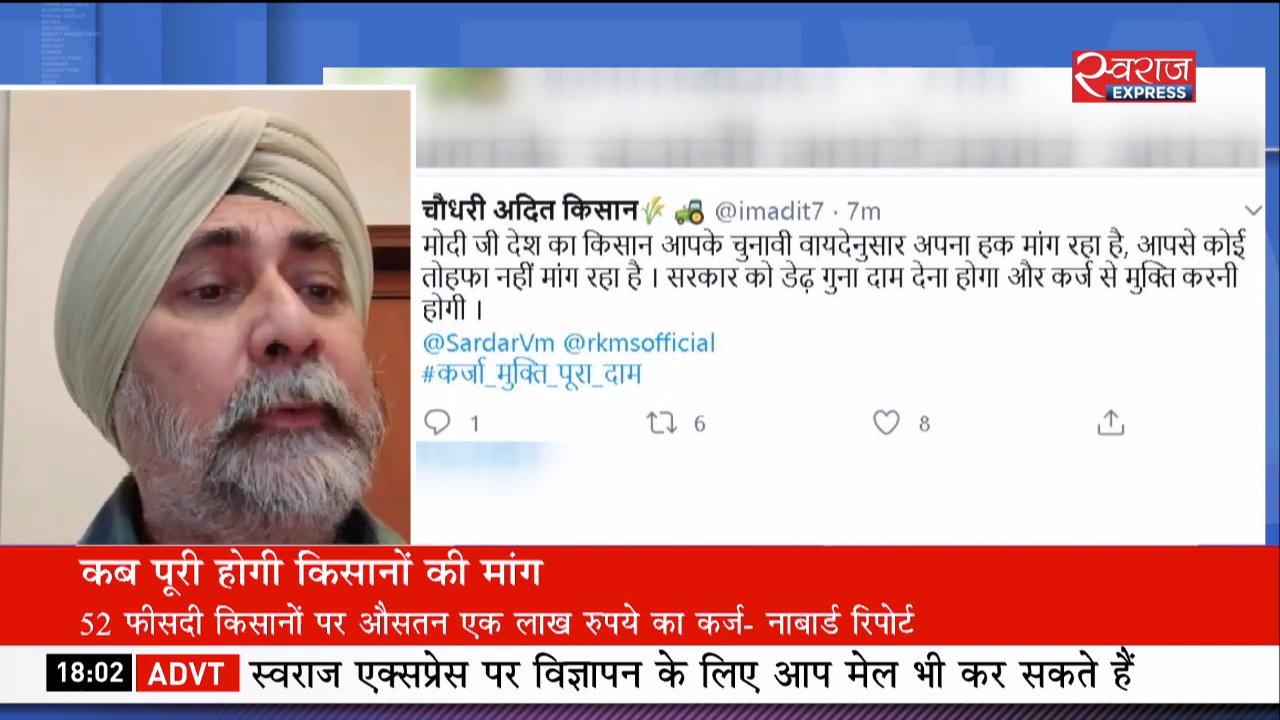 स्वराज
EXPRESS
चौधरी अदित किसान🌾 🚜 @imadit7 · 7m
मोदी जी देश का किसान आपके चुनावी वायदेनुसार अपना हक मांग रहा है, आपसे कोई
तोहफा नहीं मांग रहा है । सरकार को डेढ़ गुना दाम देना होगा और कर्ज से मुक्ति करनी
होगी ।
@SardarVm @rkmsofficial
#कर्जा_मुक्ति_पूरा_दाम
1 6 8
कब पूरी होगी किसानों की मांग
52 फीसदी किसानों पर औसतन एक लाख रुपये का कर्ज- नाबार्ड रिपोर्ट
18:02 ADVT स्वराज एक्सप्रेस पर विज्ञापन के लिए आप मेल भी कर सकते हैं